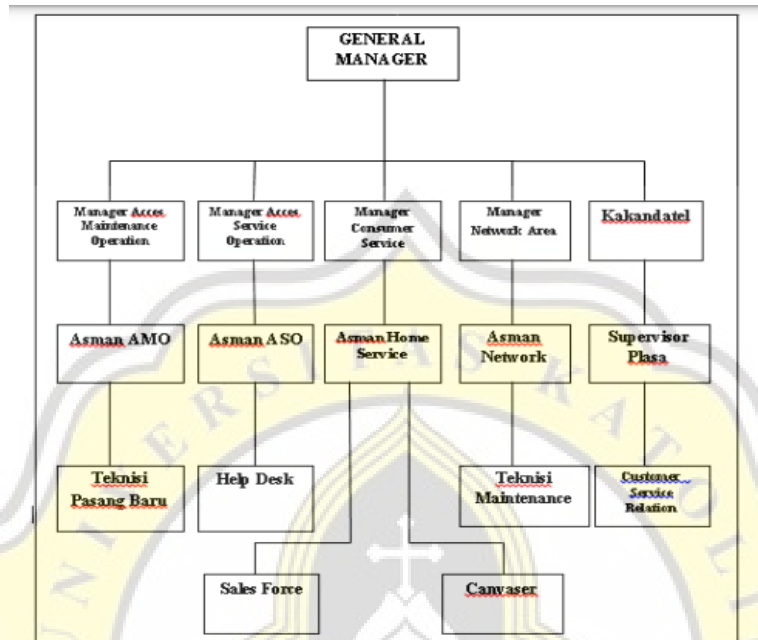 GENERAL
MANAGER
Manager Acces
Maintenance
Operation
Manager Acces
Service
Operation
Manager
Consumer
Service
Manager
Network Area
Kakandatel
Asman AMO
Asman ASO
Asman Home
Service
Asman
Network
Supervisor
Plasa
Teknisi
Pasang Baru
Help Desk
Teknisi
Maintenance
Customer
Service
Relation
Sales Force
Canvaser
UNIVERSITAS KATOLI